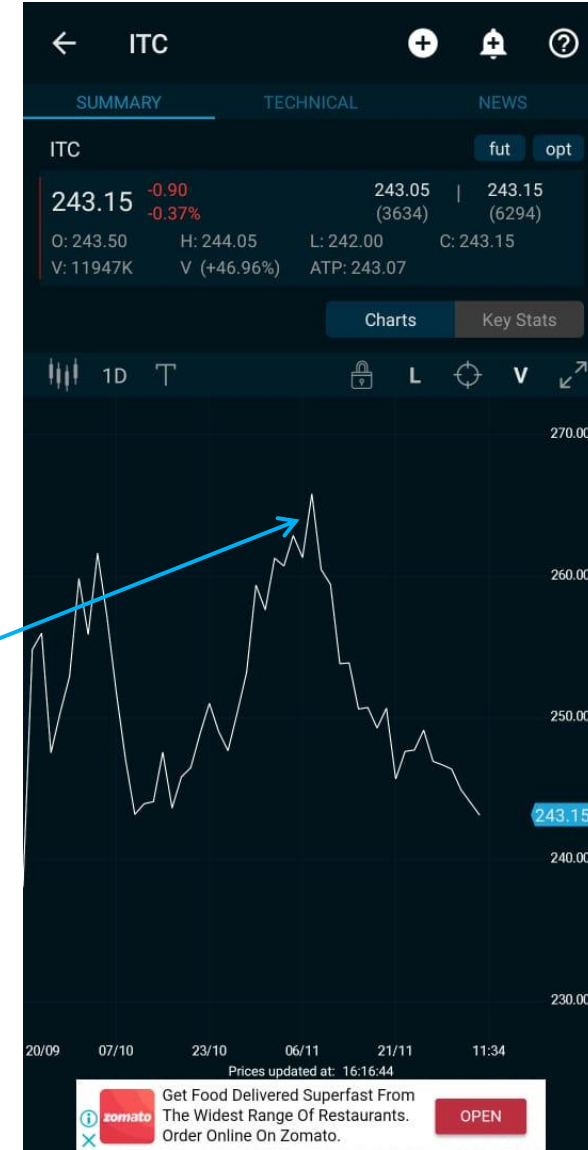 ITC
SUMMARY TECHNICAL NEWS
ITC fut opt
243.15 -0.90 -0.37% 243.05 (3634) | 243.15 (6294)
O: 243.50 H: 244.05 L: 242.00 C: 243.15
V: 11947K V (+46.96%) ATP: 243.07
Charts Key Stats
1D T L V
270.00
260.00
250.00
243.15
240.00
230.00
20/09 07/10 23/10 06/11 21/11 11:34
Prices updated at: 16:16:44
zomato
Get Food Delivered Superfast From
The Widest Range Of Restaurants.
Order Online On Zomato.
OPEN